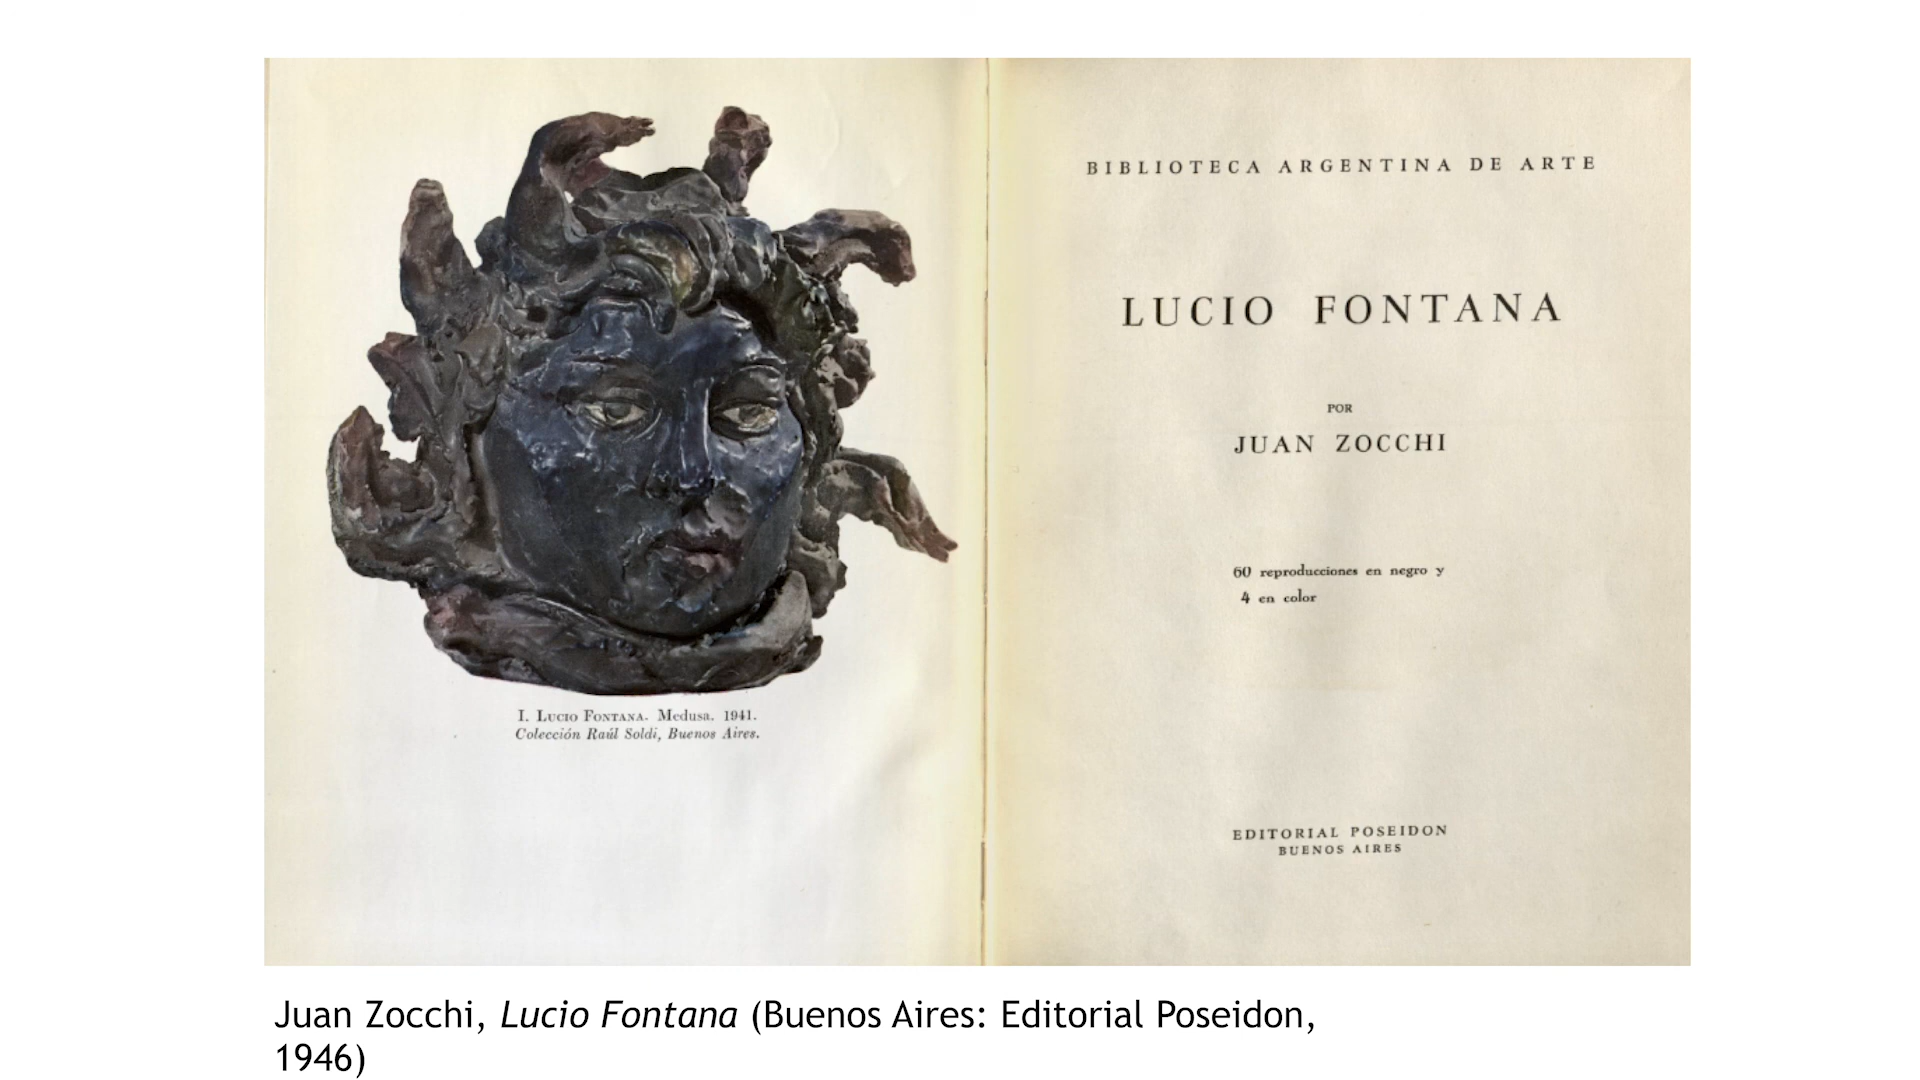 I. LUCIO FONTANA. Medusa. 1941.
Colección Raúl Soldi, Buenos Aires.
BIBLIOTECA ARGENTINA DE ARTE
LUCIO FONTANA
POR
JUAN ZOCCHI
60 reproducciones en negro y
4 en color
EDITORIAL POSEIDON
BUENOS AIRES
Juan Zocchi, Lucio Fontana (Buenos Aires: Editorial Poseidon,
1946)